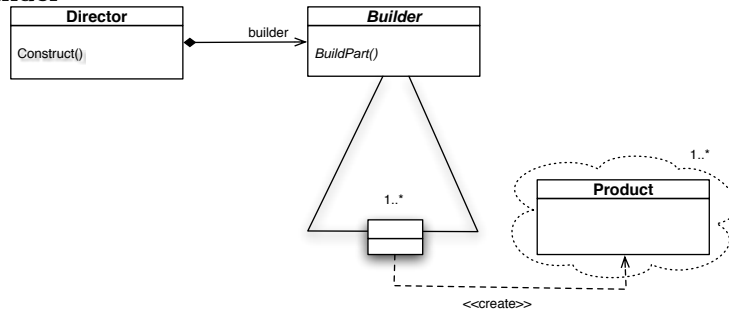 Director
Construct()
builder
Builder
BuildPart()
1..*
1..*
Product
<<create>>